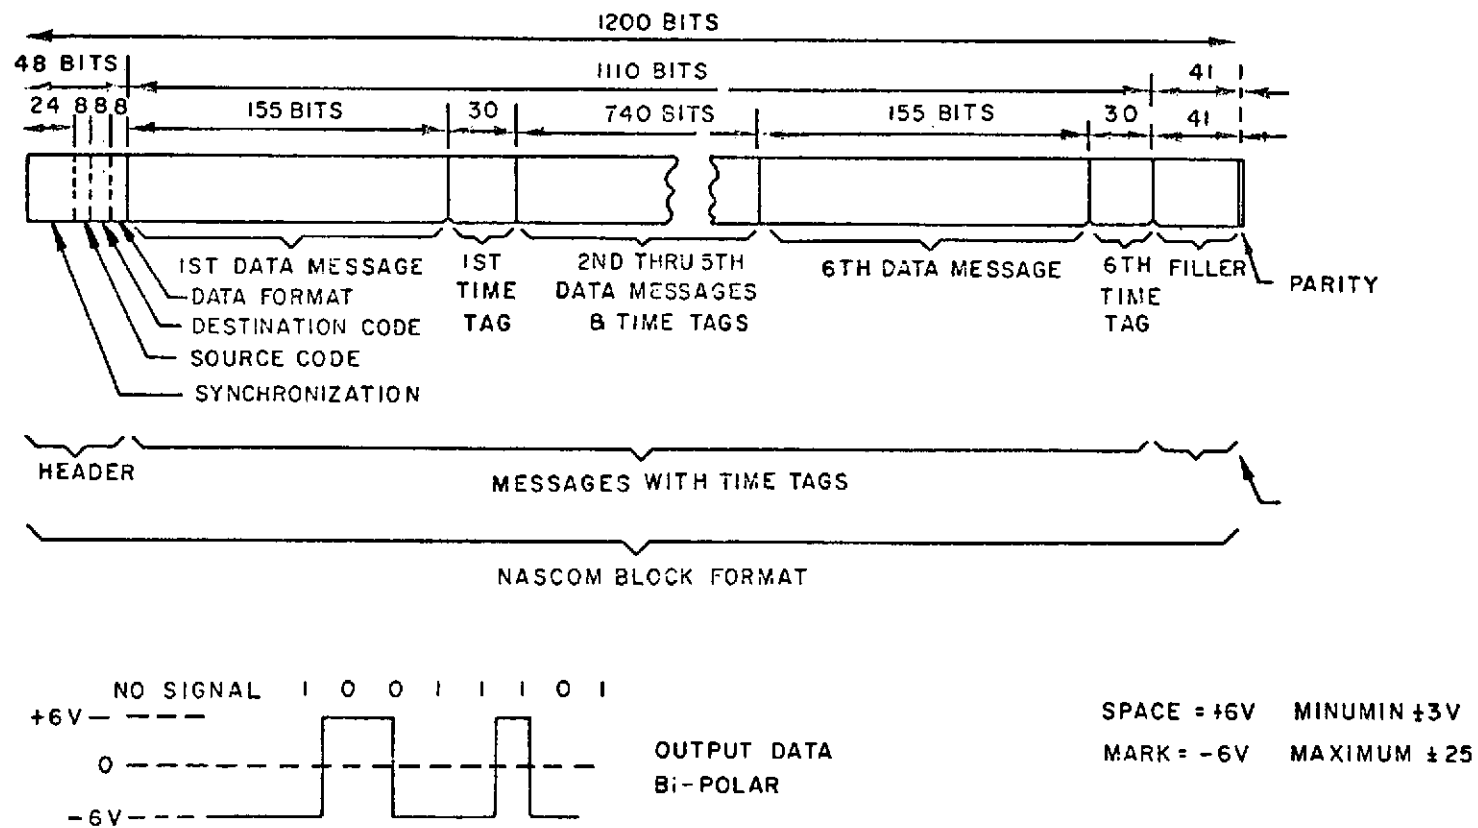 1200 BITS
48 BITS
1110 BITS
41
24 8 8 8
155 BITS
30
740 BITS
155 BITS
30
41
1ST DATA MESSAGE
DATA FORMAT
DESTINATION CODE
SOURCE CODE
SYNCHRONIZATION
1ST
TIME
TAG
2ND THRU 5TH
DATA MESSAGES
& TIME TAGS
6TH DATA MESSAGE
6TH
TIME
TAG
FILLER
PARITY
HEADER
MESSAGES WITH TIME TAGS
NASCOM BLOCK FORMAT
NO SIGNAL 1 0 0 1 1 1 0 1
+6V
0
-6V
OUTPUT DATA
Bi-POLAR
SPACE = +6V MINUMIN ±3V
MARK = -6V MAXIMUM ±25